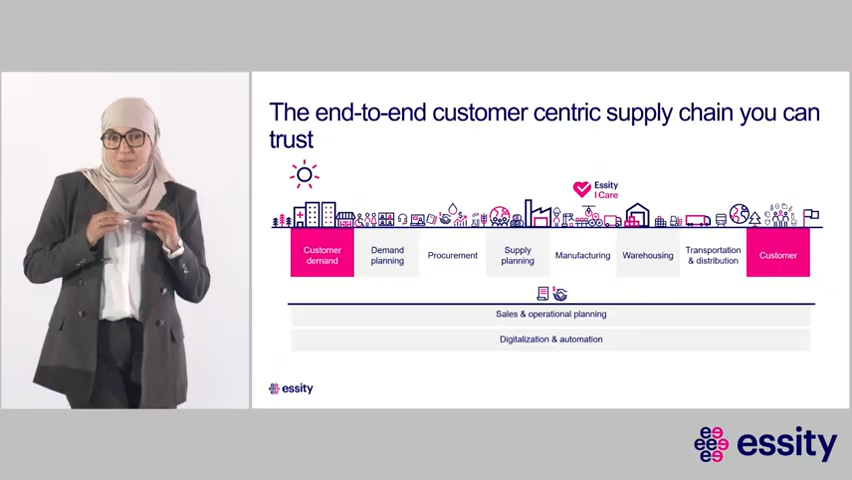 The end-to-end customer centric supply chain you can
trust
Essity
I Care
Customer
demand
Demand
planning
Procurement
Supply
planning
Manufacturing
Warehousing
Transportation
& distribution
Customer
Sales & operational planning
Digitalization & automation
essity
essity